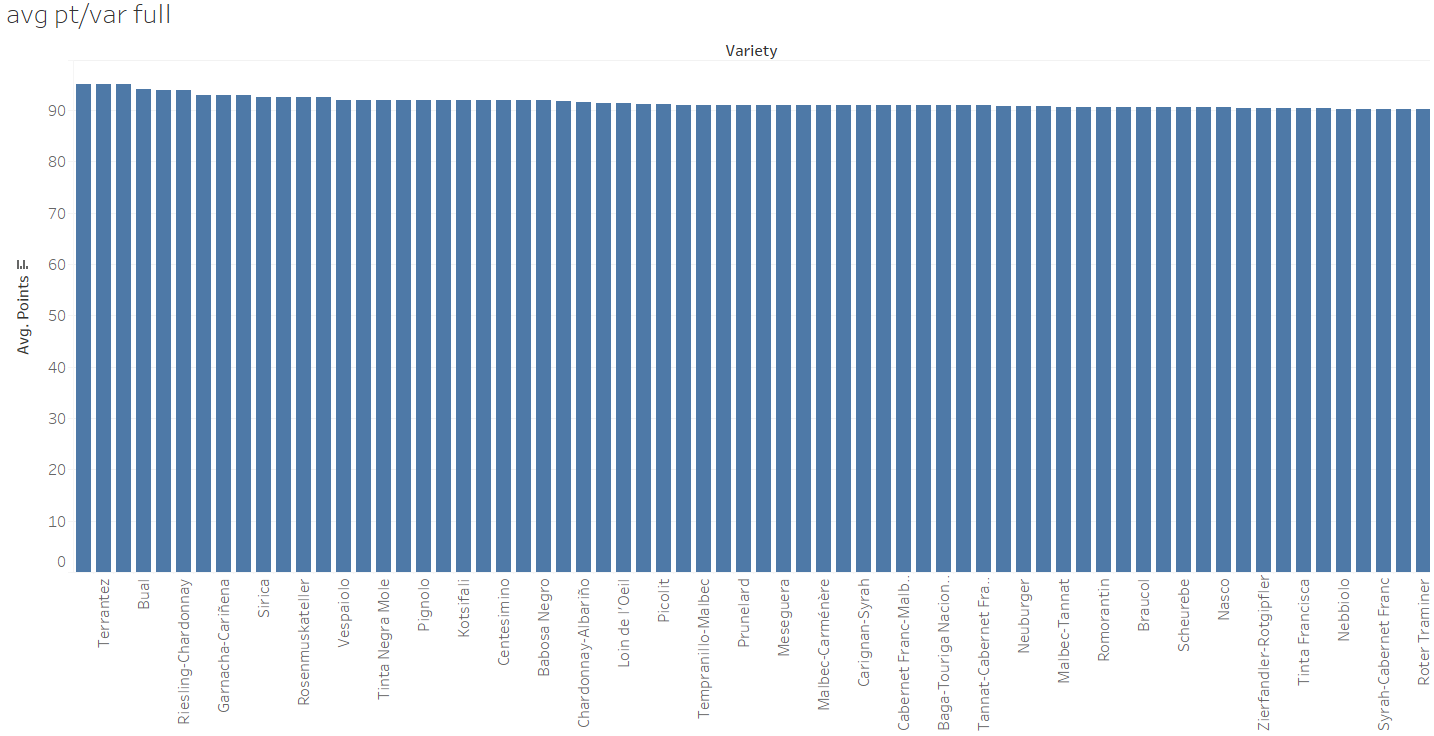 avg pt/var full
Variety
Avg. Points
90
80
70
60
50
40
30
20
10
0
Terrantez
Bual
Riesling-Chardonnay
Garnacha-Cariñena
Sirica
Rosenmuskateller
Vespaiolo
Tinta Negra Mole
Pignolo
Kotsifali
Centesimino
Babosa Negro
Chardonnay-Albariño
Loin de l'Oeil
Picolit
Tempranillo-Malbec
Prunelard
Meseguera
Malbec-Carménère
Carignan-Syrah
Cabernet Franc-Malb..
Baga-Touriga Nacion..
Tannat-Cabernet Fra..
Neuburger
Malbec-Tannat
Romorantin
Braucol
Scheurebe
Nasco
Zierfandler-Rotgipfler
Tinta Francisca
Nebbiolo
Syrah-Cabernet Franc
Roter Traminer